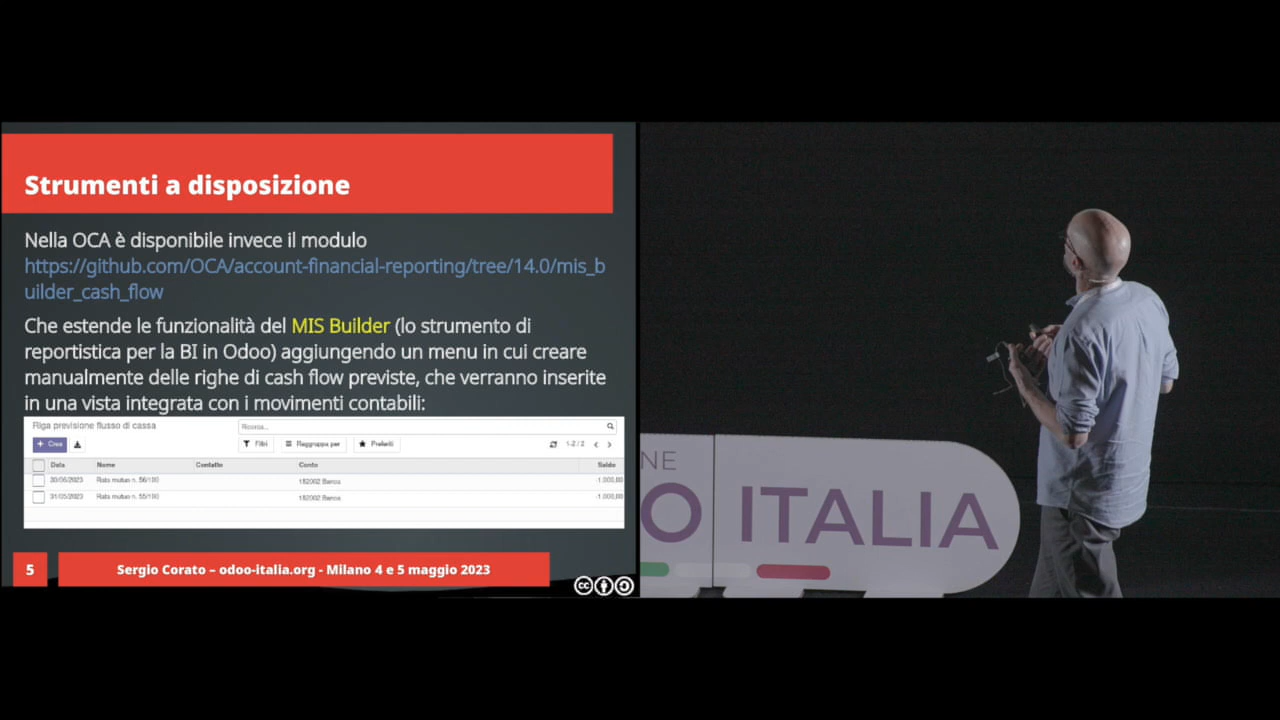 Strumenti a disposizione
Nella OCA è disponibile invece il modulo
https://github.com/OCA/account-financial-reporting/tree/14.0/mis_b
uilder_cash_flow
Che estende le funzionalità del MIS Builder (lo strumento di
reportistica per la BI in Odoo) aggiungendo un menu in cui creare
manualmente delle righe di cash flow previste, che verranno inserite
in una vista integrata con i movimenti contabili:
Riga previsione flusso di cassa
Ricerca...
+ Crea
Filtri Raggruppa per Preferiti 1-2 / 2
Data Nome Contatto Conto Saldo
30/06/2023 Rata mutuo n. 56/100 182002 Banca -1.000,00
31/05/2023 Rata mutuo n. 55/100 182002 Banca -1.000,00
5
Sergio Corato – odoo-italia.org - Milano 4 e 5 maggio 2023
cc
NE
O ITALIA